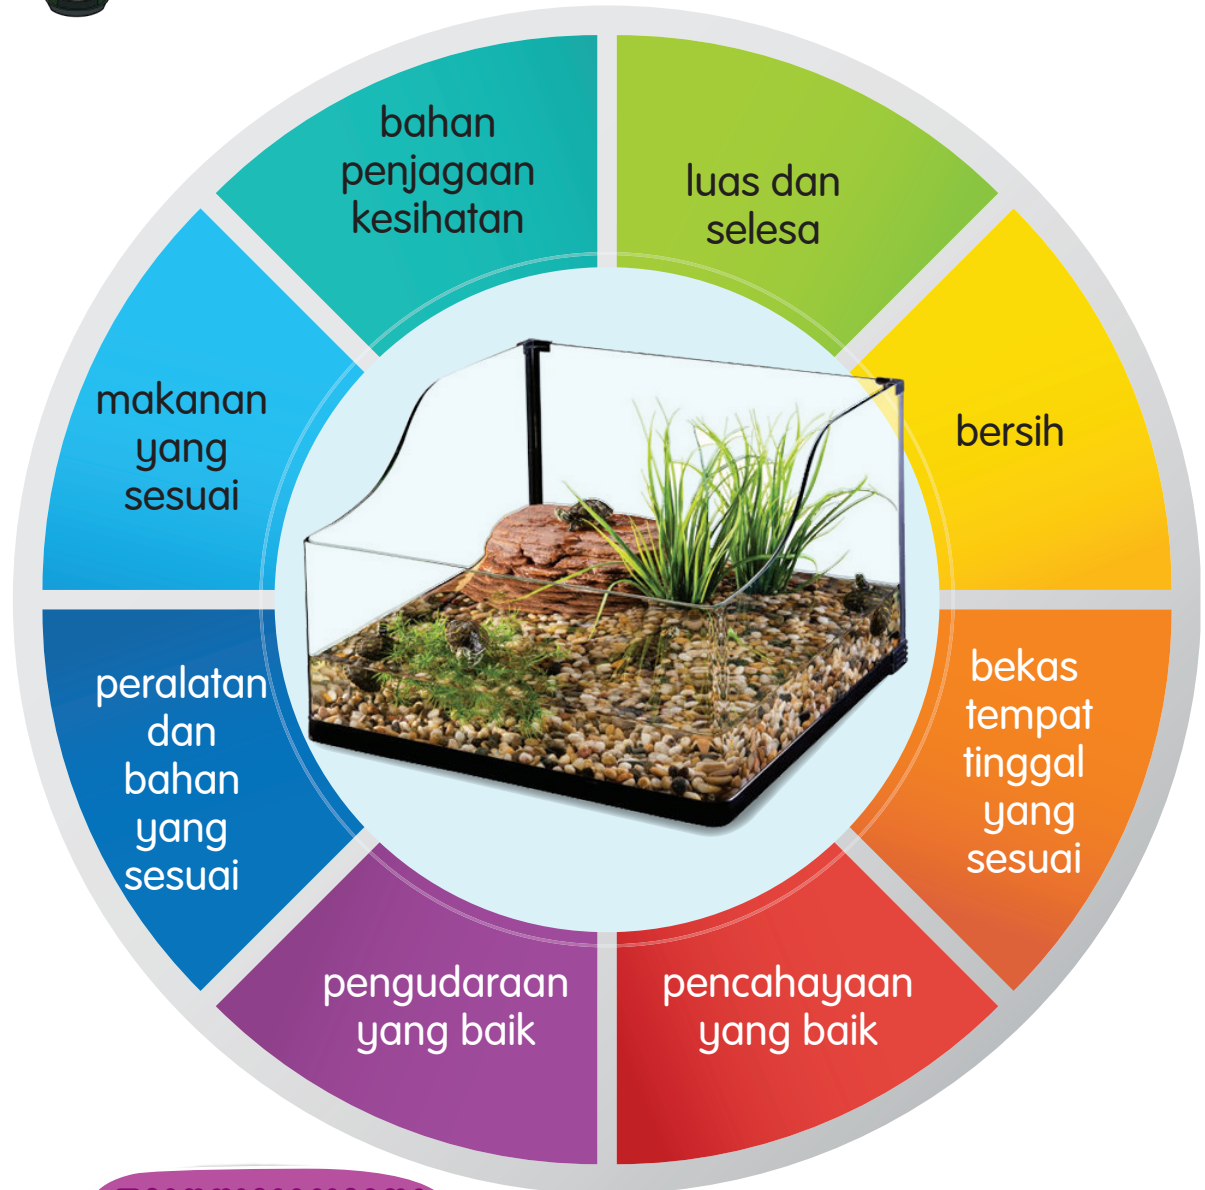 bahan
penjagaan
kesihatan
luas dan
selesa
bersih
bekas
tempat
tinggal
yang
sesuai
pencahayaan
yang baik
pengudaraan
yang baik
peralatan
dan
bahan
yang
sesuai
makanan
yang
sesuai